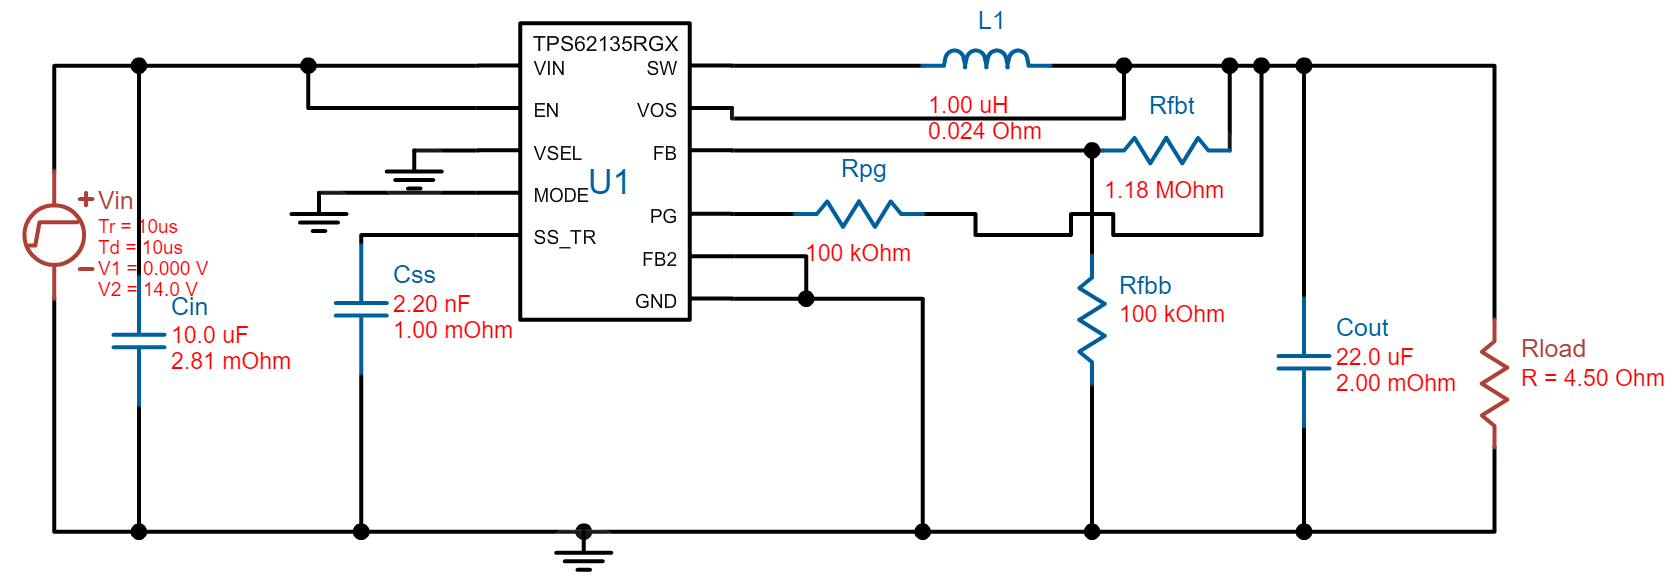 L1
1.00 uH
0.024 Ohm
TPS62135RGX
VIN
EN
VSEL
MODE
SS_TR
U1
SW
VOS
FB
PG
FB2
GND
Rfbt
1.18 MOhm
Rpg
100 kOhm
+ Vin
Tr = 10us
Td = 10us
V1 = 0.000 V
V2 = 14.0 V
Cin
10.0 uF
2.81 mOhm
Css
2.20 nF
1.00 mOhm
Rfbb
100 kOhm
Cout
22.0 uF
2.00 mOhm
Rload
R = 4.50 Ohm